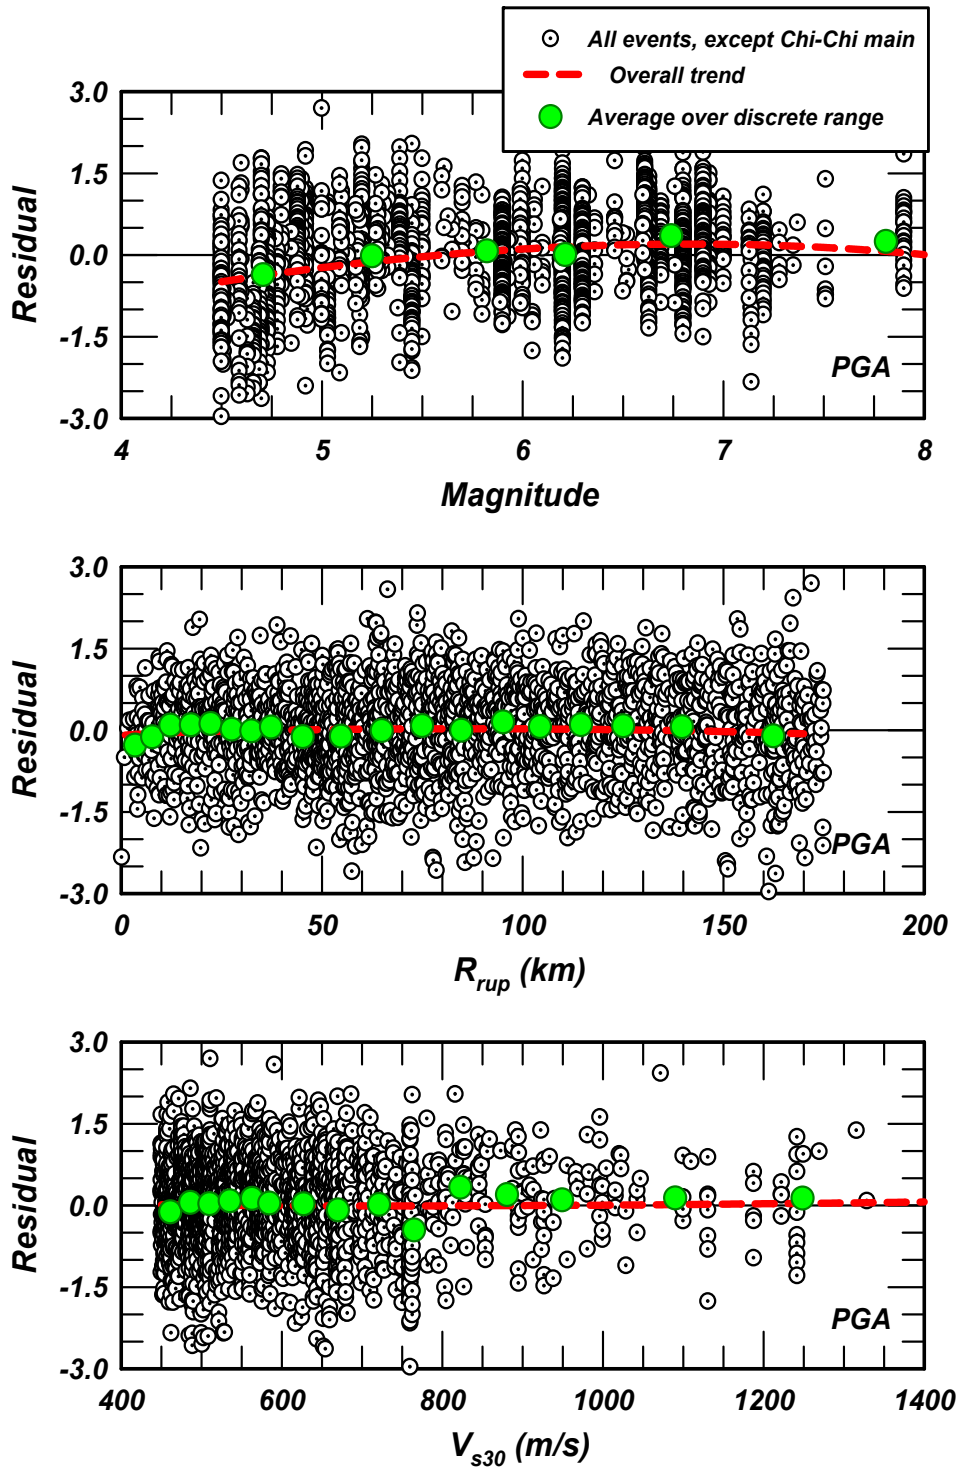 All events, except Chi-Chi main
Overall trend
Average over discrete range
3.0
1.5
0.0
-1.5
-3.0
Residual
PGA
4 5 6 7 8
Magnitude
3.0
1.5
0.0
-1.5
-3.0
Residual
PGA
0 50 100 150 200
Rrup (km)
3.0
1.5
0.0
-1.5
-3.0
Residual
PGA
400 600 800 1000 1200 1400
Vs30 (m/s)